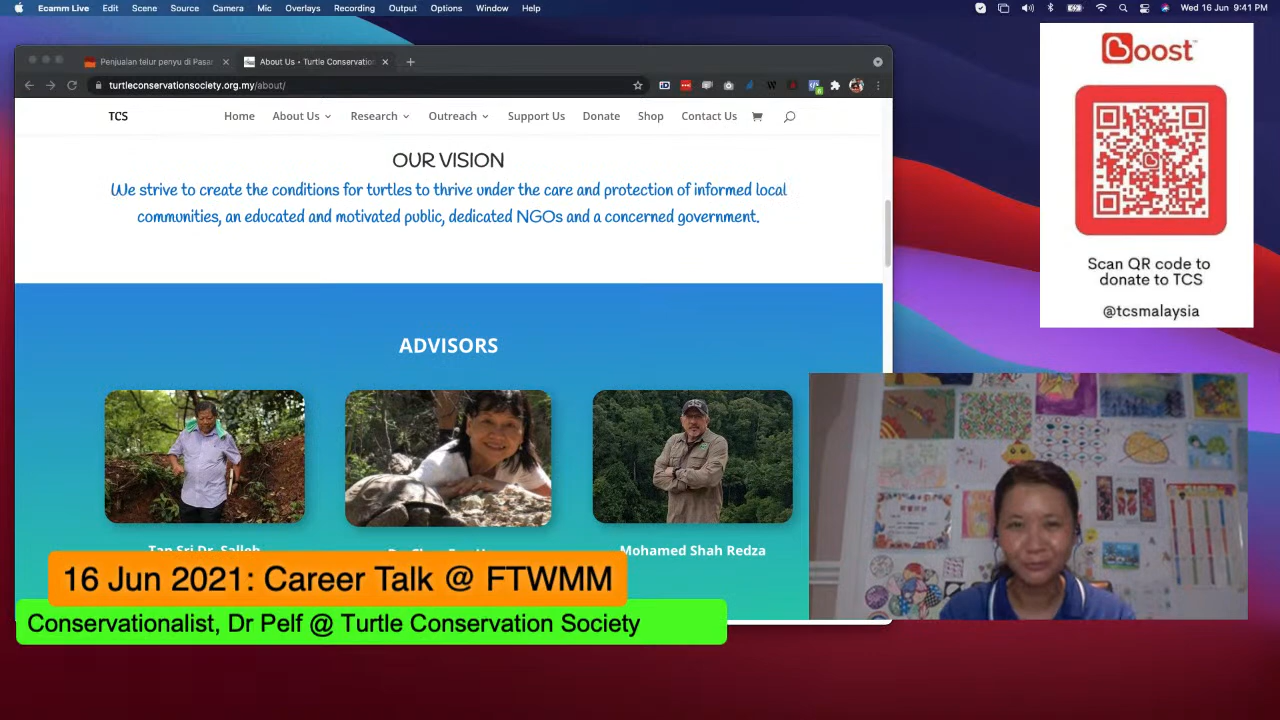 Ecamm Live Edit Scene Source Camera Mic Overlays Recording Output Options Window Help Wed 16 Jun 9:41 PM
Penjualan telur penyu di Pasar
About Us • Turtle Conservation
turtleconservationsociety.org.my/about/
TCS Home About Us Research Outreach Support Us Donate Shop Contact Us
OUR VISION
We strive to create the conditions for turtles to thrive under the care and protection of informed local
communities, an educated and motivated public, dedicated NGOs and a concerned government.
ADVISORS
Tan Sri Dr. Salleh
Mohamed Shah Redza
Boost™
Scan QR code to
donate to TCS
@tcsmalaysia
16 Jun 2021: Career Talk @ FTWMM
Conservationalist, Dr Pelf @ Turtle Conservation Society